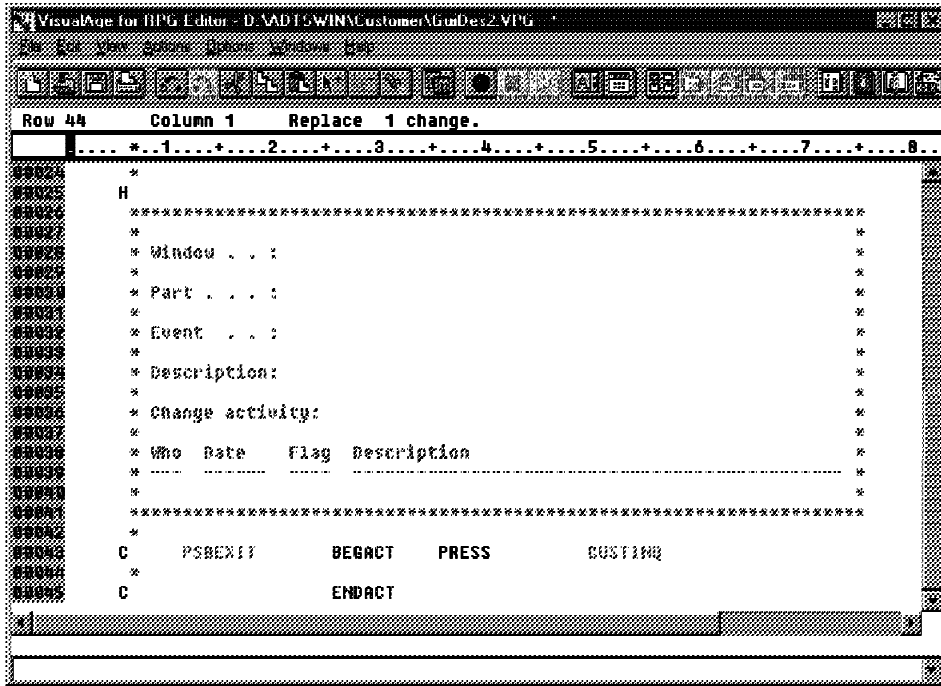 VisualAge for RPG Editor - D:\ADTSWIN\Customer\GuiDes2.VPG
File Edit View Actions Options Windows Help
Row 44 Column 1 Replace 1 change.
.... *..1....+....2....+....3....+....4....+....5....+....6....+....7....+....8..
00024 *
00025 H
00026 *********************************************************************
00027 * *
00028 * Window . . : *
00029 * *
00030 * Part . . . : *
00031 * *
00032 * Event . . : *
00033 * *
00034 * Description: *
00035 * *
00036 * Change activity: *
00037 * *
00038 * Who Date Flag Description *
00039 * --- ------ ---- ---------------------------------------------- *
00040 * *
00041 *********************************************************************
00042 *
00043 C PSBEXIT BEGACT PRESS CUSTINQ
00044 *
00045 C ENDACT